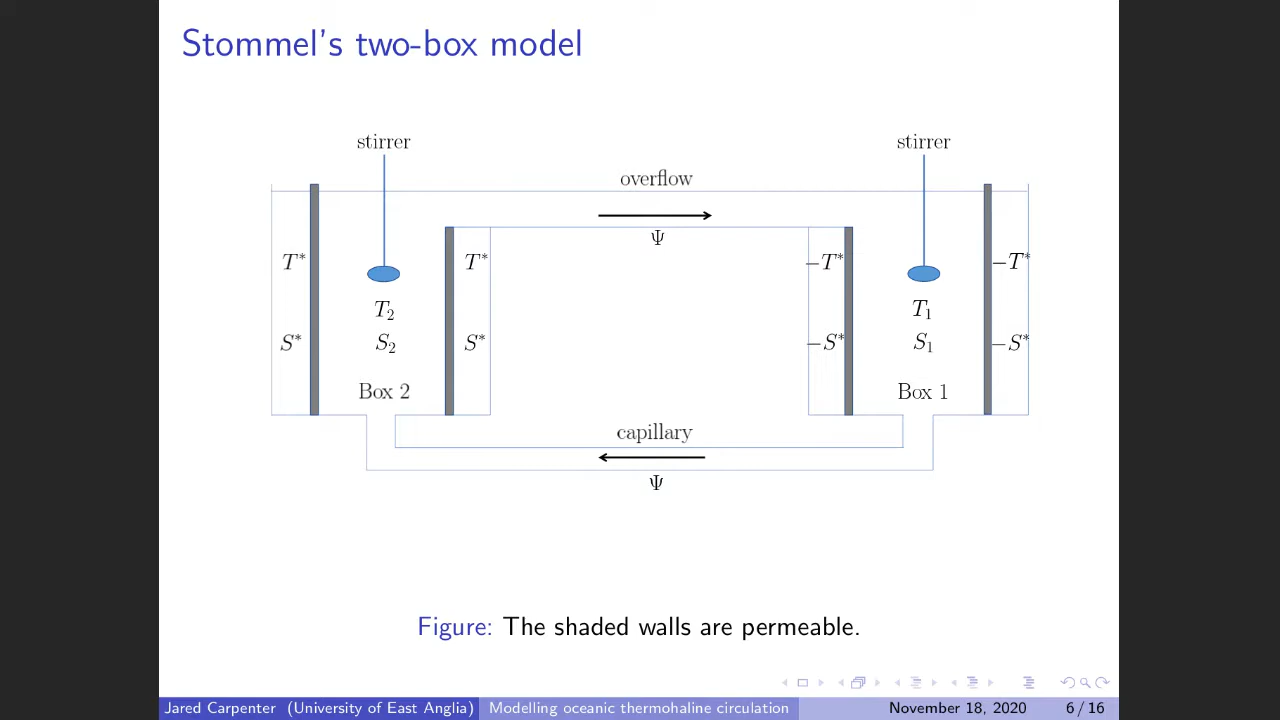 Stommel's two-box model
stirrer
stirrer
overflow
Ψ
T*
T*
−T*
−T*
T₂
T₁
S*
S₂
S*
−S*
S₁
−S*
Box 2
Box 1
capillary
Ψ
Figure: The shaded walls are permeable.
Jared Carpenter (University of East Anglia)
Modelling oceanic thermohaline circulation
November 18, 2020
6 / 16